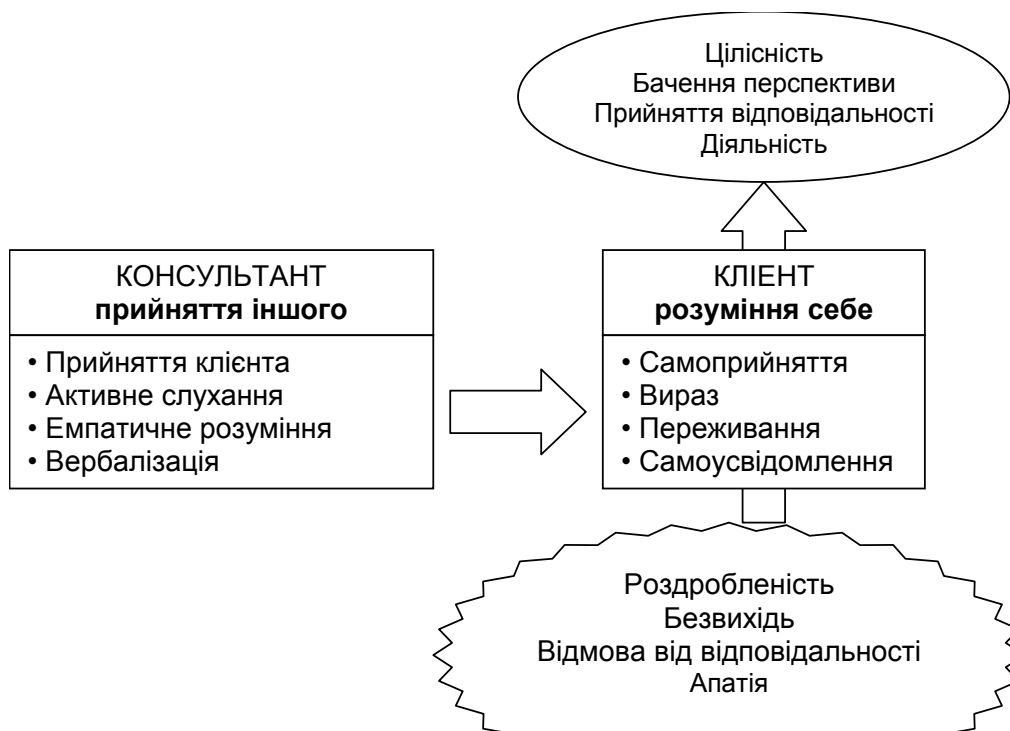 Цілісність
Бачення перспективи
Прийняття відповідальності
Діяльність
КОНСУЛЬТАНТ
прийняття іншого
• Прийняття клієнта
• Активне слухання
• Емпатичне розуміння
• Вербалізація
КЛІЕНТ
розуміння себе
• Самоприйняття
• Вираз
• Переживання
• Самоусвідомлення
Роздробленість
Безвихідь
Відмова від відповідальності
Апатія